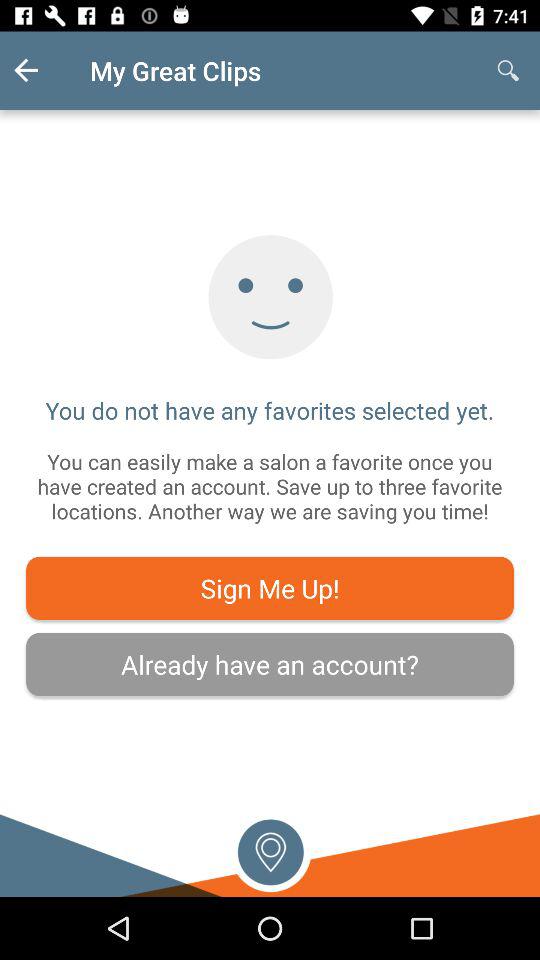 7:41
My Great Clips
You do not have any favorites selected yet.
You can easily make a salon a favorite once you
have created an account. Save up to three favorite
locations. Another way we are saving you time!
Sign Me Up!
Already have an account?